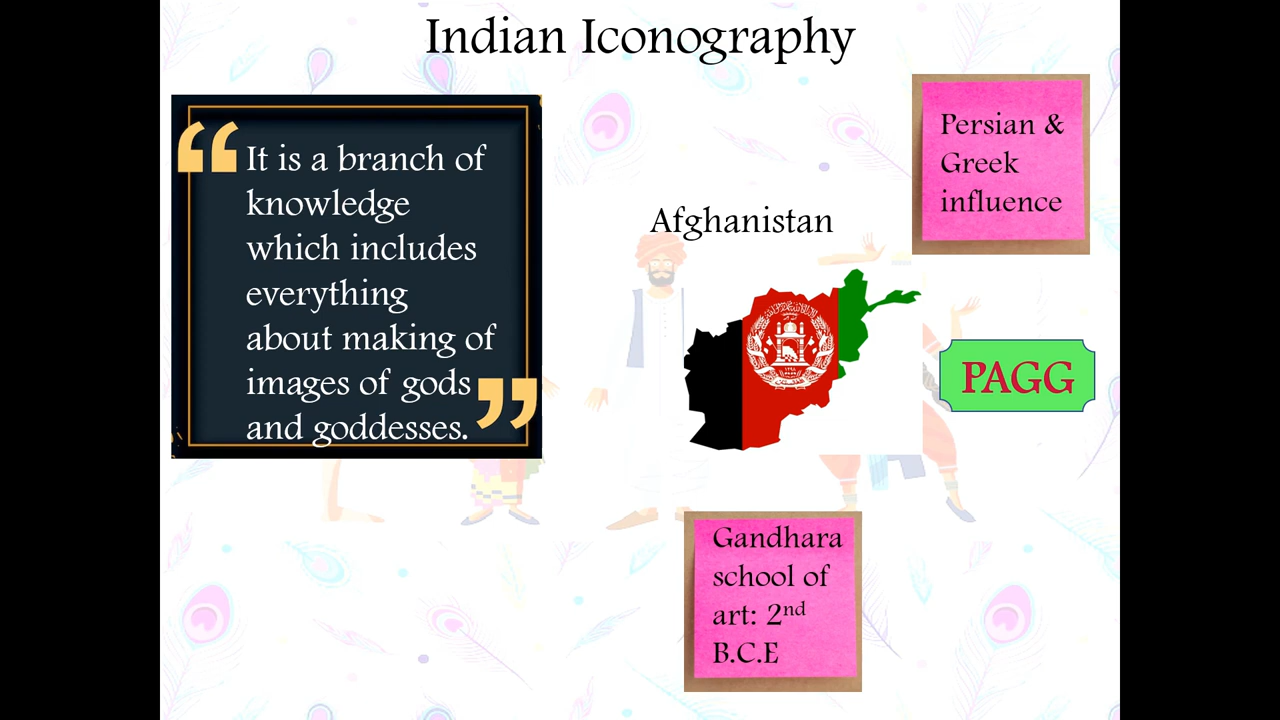 Indian Iconography
“ It is a branch of
knowledge
which includes
everything
about making of
images of gods
and goddesses. ”
Afghanistan
Persian &
Greek
influence
PAGG
Gandhara
school of
art: 2nd
B.C.E